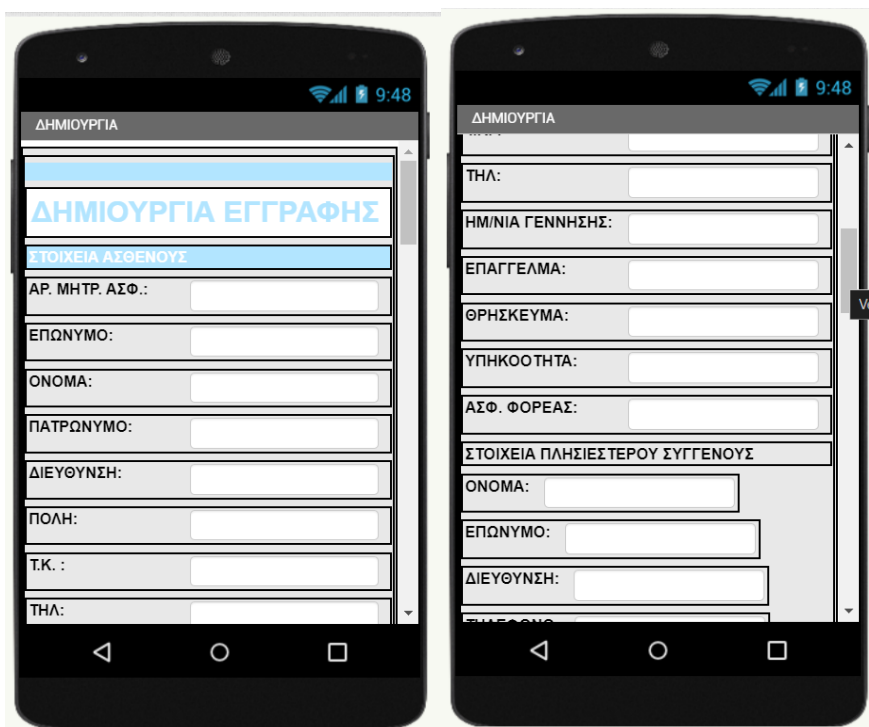 9:48
ΔΗΜΙΟΥΡΓΙΑ
ΔΗΜΙΟΥΡΓΙΑ ΕΓΓΡΑΦΗΣ
ΣΤΟΙΧΕΙΑ ΑΣΘΕΝΟΥΣ
ΑΡ. ΜΗΤΡ. ΑΣΦ.:
ΕΠΩΝΥΜΟ:
ΟΝΟΜΑ:
ΠΑΤΡΩΝΥΜΟ:
ΔΙΕΥΘΥΝΣΗ:
ΠΟΛΗ:
Τ.Κ. :
ΤΗΛ:
9:48
ΔΗΜΙΟΥΡΓΙΑ
ΤΗΛ:
ΗΜ/ΝΙΑ ΓΕΝΝΗΣΗΣ:
ΕΠΑΓΓΕΛΜΑ:
ΘΡΗΣΚΕΥΜΑ:
ΥΠΗΚΟΟΤΗΤΑ:
ΑΣΦ. ΦΟΡΕΑΣ:
ΣΤΟΙΧΕΙΑ ΠΛΗΣΙΕΣΤΕΡΟΥ ΣΥΓΓΕΝΟΥΣ
ΟΝΟΜΑ:
ΕΠΩΝΥΜΟ:
ΔΙΕΥΘΥΝΣΗ: